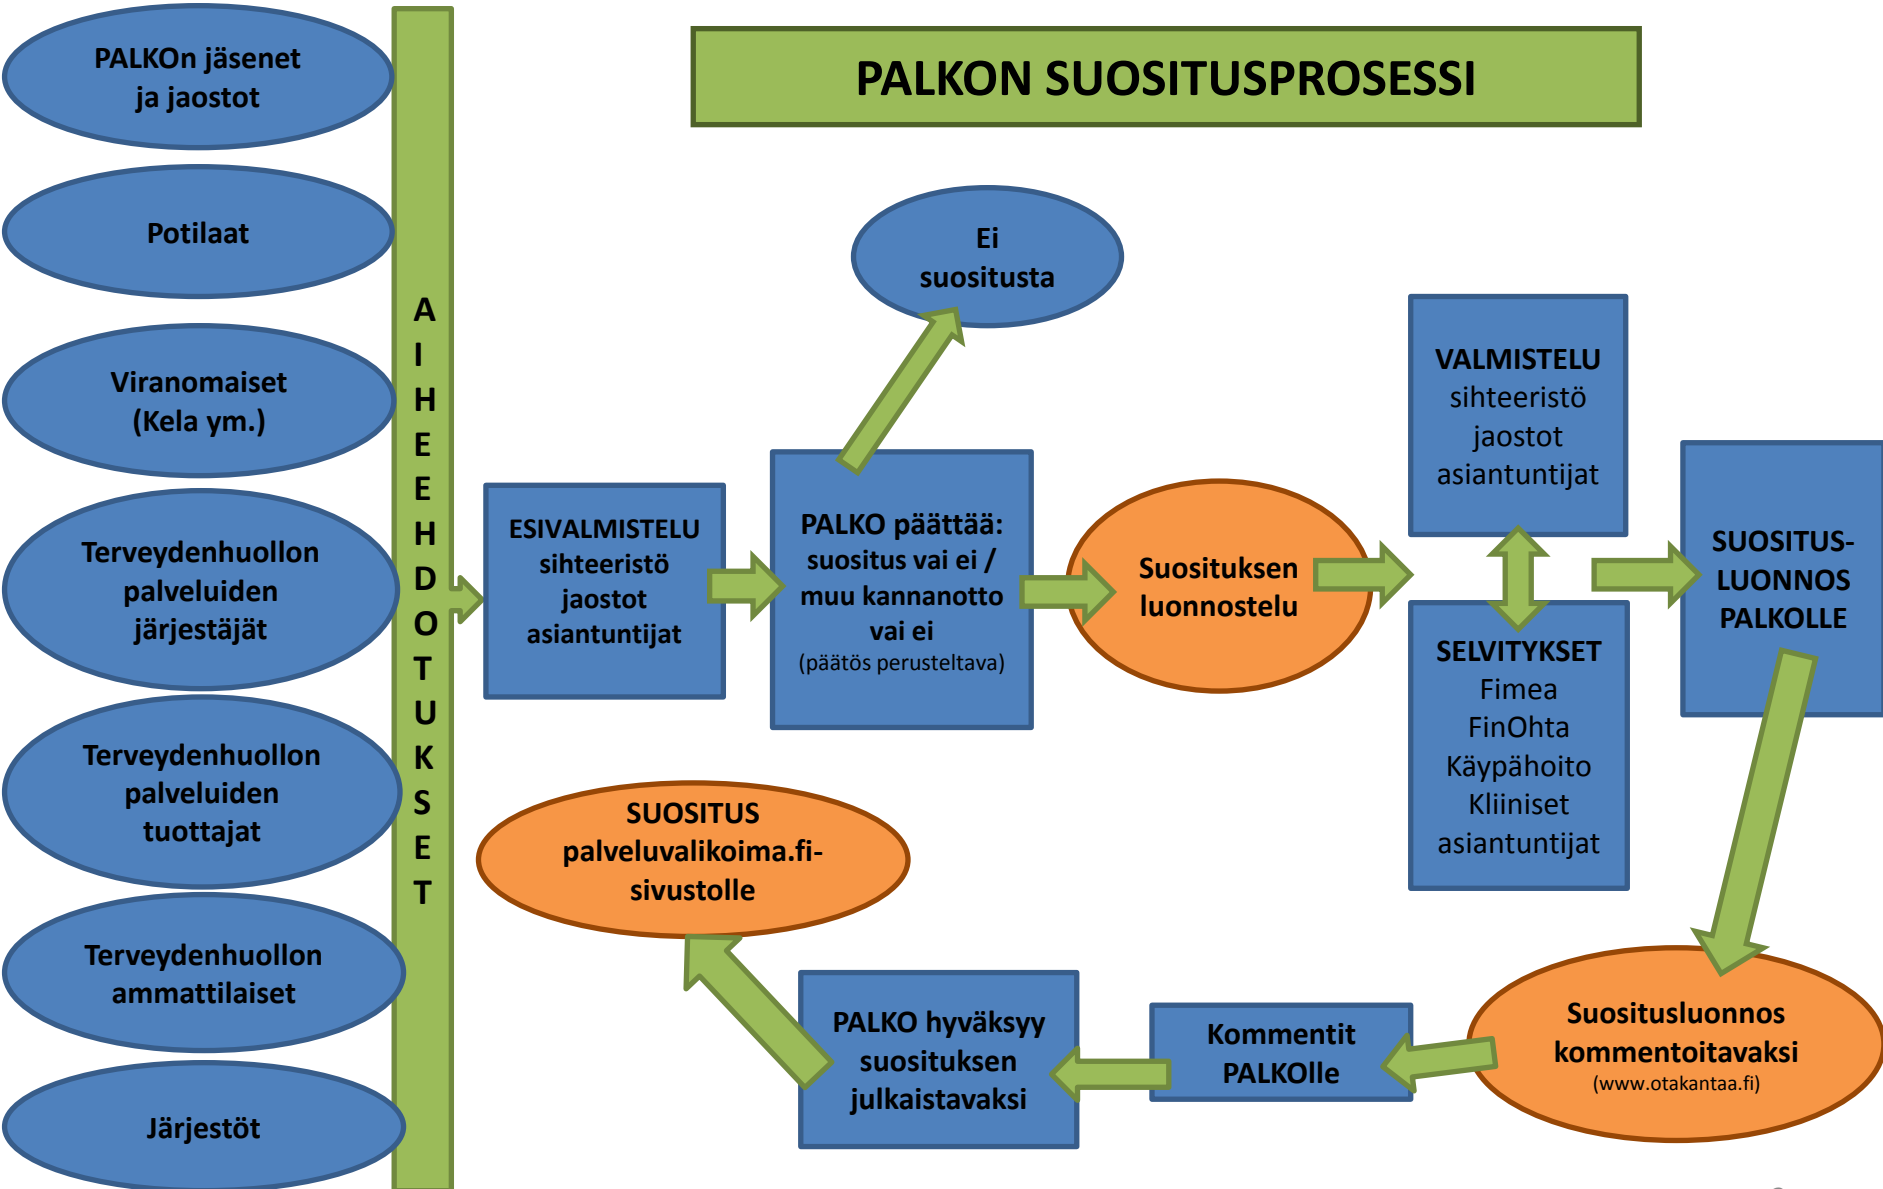 PALKON SUOSITUSPROSESSI
PALKOn jäsenet
ja jaostot
Potilaat
Viranomaiset
(Kela ym.)
Terveydenhuollon
palveluiden
järjestäjät
Terveydenhuollon
palveluiden
tuottajat
Terveydenhuollon
ammattilaiset
Järjestöt
A
I
H
E
E
H
D
O
T
U
K
S
E
T
ESIVALMISTELU
sihteeristö
jaostot
asiantuntijat
PALKO päättää:
suositus vai ei /
muu kannanotto
vai ei
(päätös perusteltava)
Ei
suositusta
Suosituksen
luonnostelu
VALMISTELU
sihteeristö
jaostot
asiantuntijat
SELVITYKSET
Fimea
FinOhta
Käypähoito
Kliiniset
asiantuntijat
SUOSITUS-
LUONNOS
PALKOLLE
Suositusluonnos
kommentoitavaksi
(www.otakantaa.fi)
Kommentit
PALKOlle
PALKO hyväksyy
suosituksen
julkaistavaksi
SUOSITUS
palveluvalikoima.fi-
sivustolle